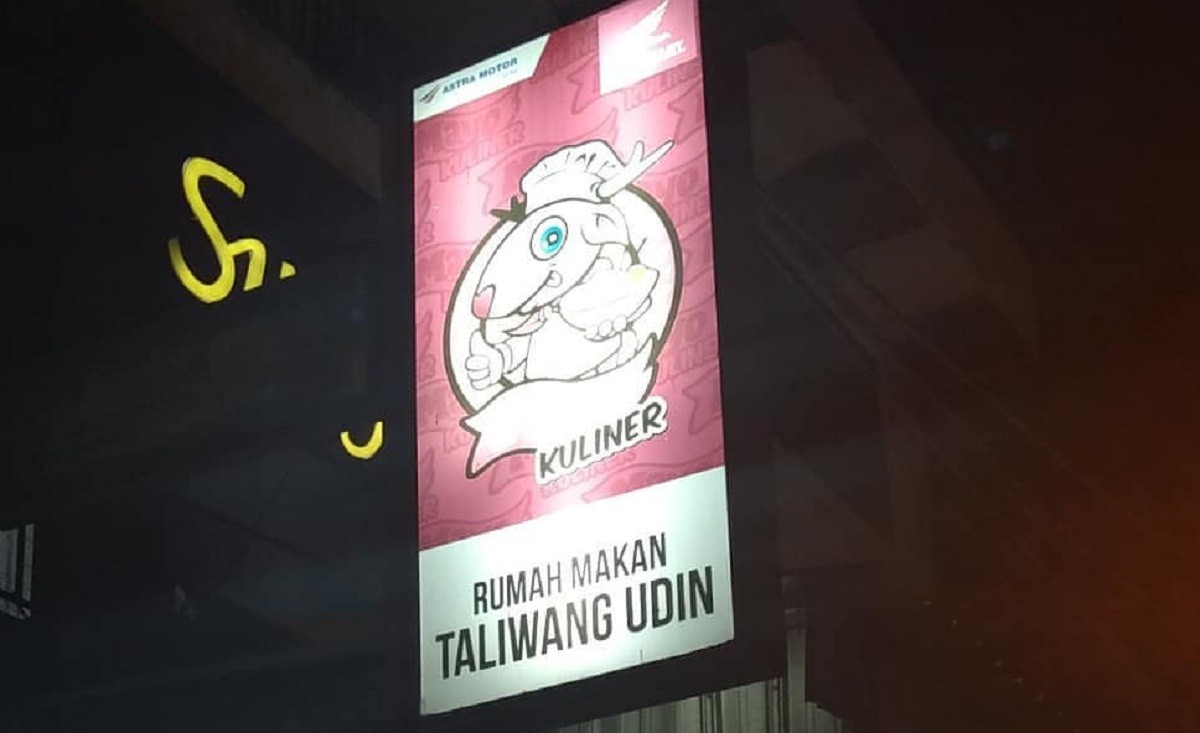 ASTRA MOTOR
KULINER
RUMAH MAKAN
TALIWANG UDIN